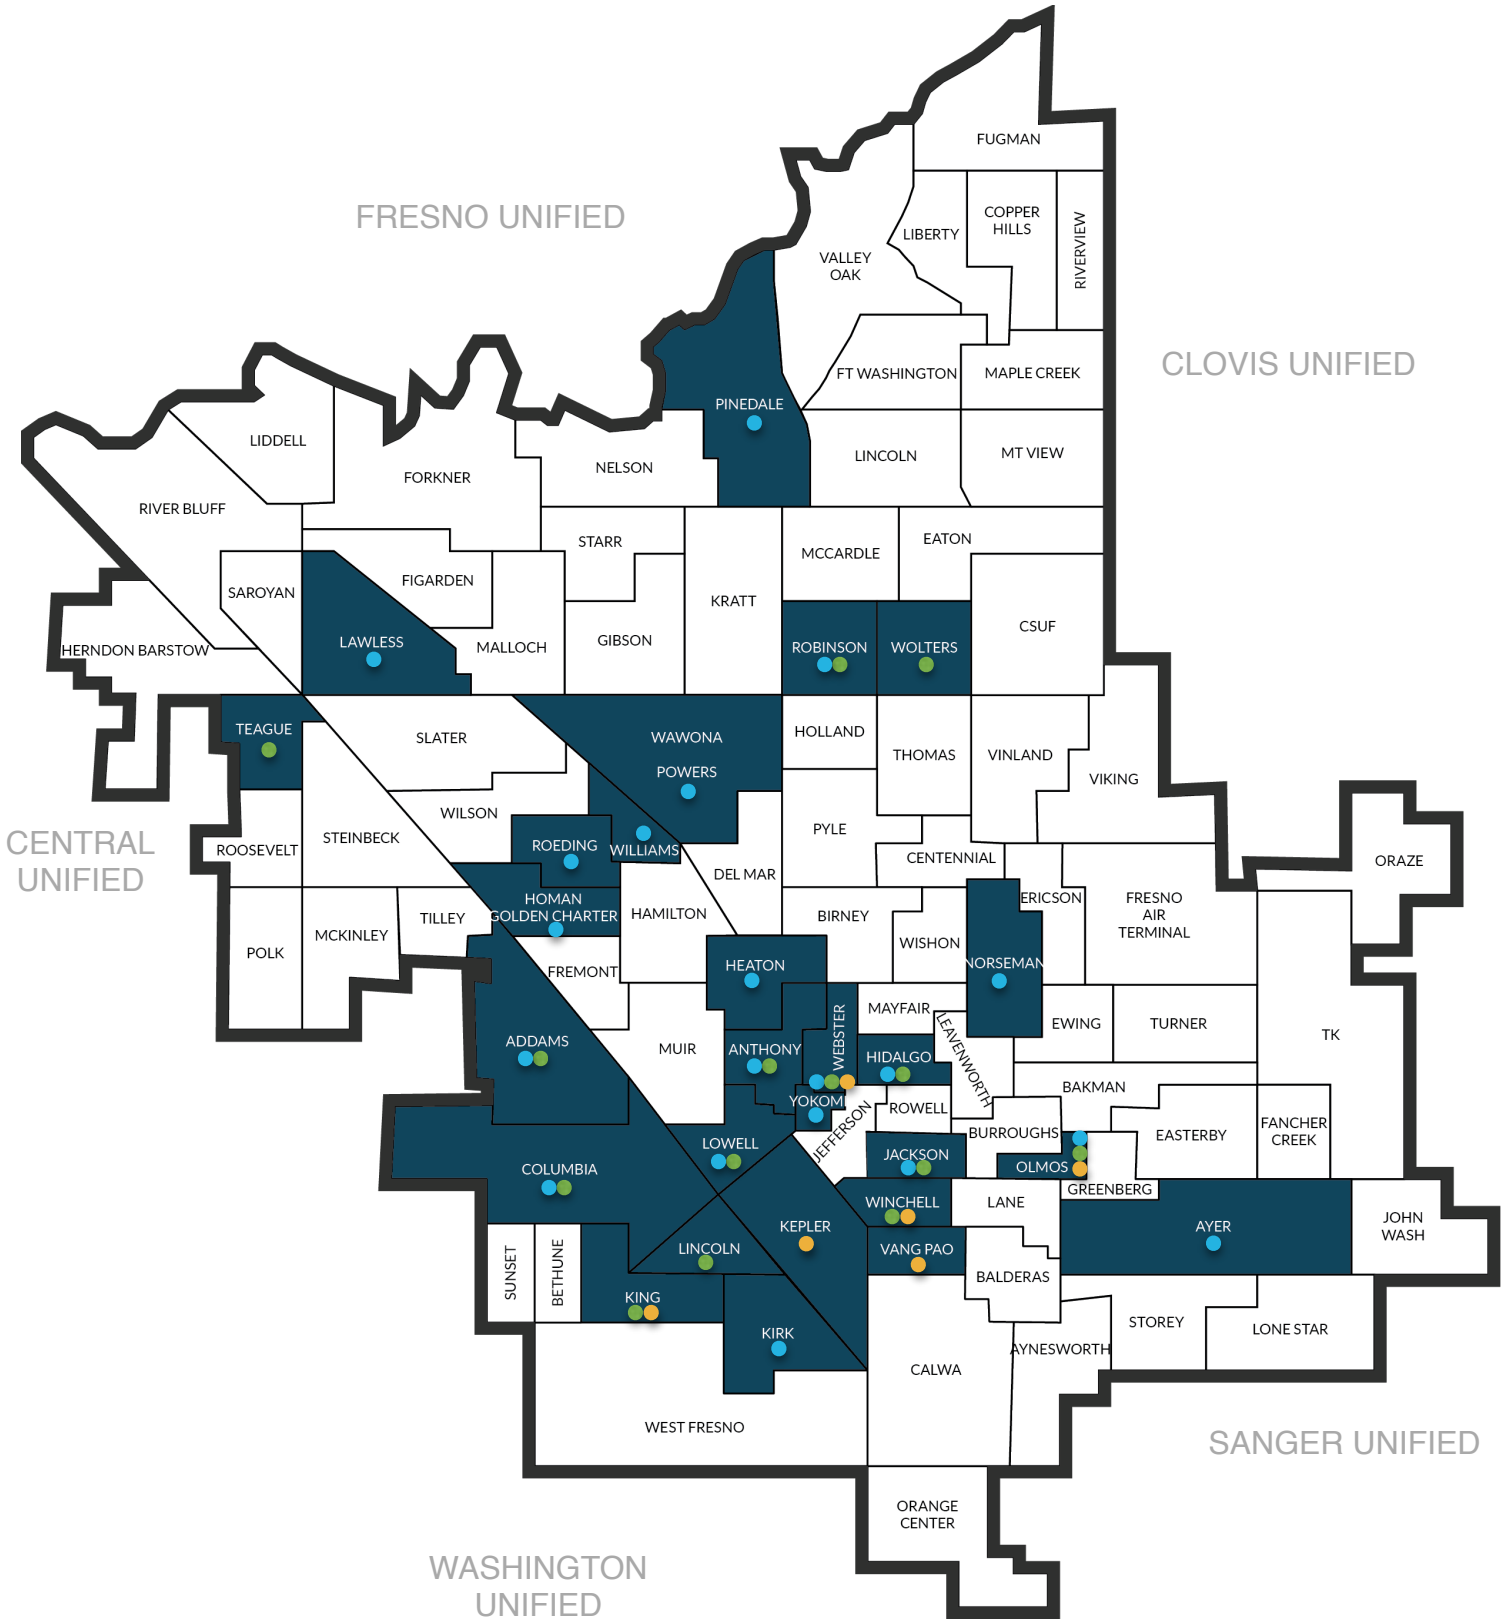 FUGMAN
FRESNO UNIFIED
COPPER
HILLS
LIBERTY
RIVERVIEW
VALLEY
OAK
CLOVIS UNIFIED
FT WASHINGTON
MAPLE CREEK
PINEDALE
LIDDELL
LINCOLN
MT VIEW
NELSON
FORKNER
RIVER BLUFF
STARR
MCCARDLE
EATON
FIGARDEN
SAROYAN
KRATT
CSUF
LAWLESS
GIBSON
MALLOCH
ROBINSON
WOLTERS
HERNDON BARSTOW
TEAGUE
SLATER
WAWONA
HOLLAND
THOMAS
VINLAND
POWERS
VIKING
WILSON
STEINBECK
PYLE
CENTRAL
UNIFIED
ROOSEVELT
ROEDING
WILLIAMS
CENTENNIAL
ORAZE
DEL MAR
HOMAN
GOLDEN CHARTER
HAMILTON
BIRNEY
ERICSON
FRESNO
AIR
TERMINAL
TILLEY
MCKINLEY
POLK
WISHON
FREMONT
HEATON
NORSEMAN
MAYFAIR
EWING
TURNER
TK
WEBSTER
LEAVENWORTH
ADDAMS
MUIR
ANTHONY
HIDALGO
BAKMAN
YOKOMI
ROWELL
JEFFERSON
BURROUGHS
EASTERBY
FANCHER
CREEK
LOWELL
JACKSON
OLMOS
COLUMBIA
GREENBERG
WINCHELL
LANE
KEPLER
AYER
JOHN
WASH
LINCOLN
VANG PAO
BALDERAS
SUNSET
BETHUNE
KING
KIRK
STOREY
LONE STAR
AYNESWORTH
CALWA
WEST FRESNO
SANGER UNIFIED
ORANGE
CENTER
WASHINGTON
UNIFIED